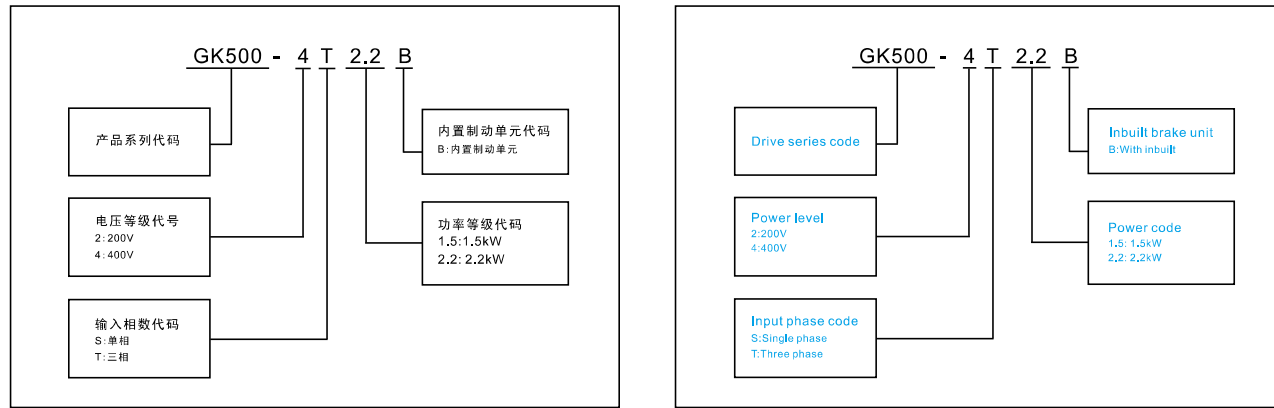 GK500 - 4 T 2.2 B
产品系列代码
内置制动单元代码
B:内置制动单元
电压等级代号
2:200V
4:400V
功率等级代码
1.5:1.5kW
2.2: 2.2kW
输入相数代码
S:单相
T:三相
GK500 - 4 T 2.2 B
Drive series code
Inbuilt brake unit
B:With inbuilt
Power level
2:200V
4:400V
Power code
1.5: 1.5kW
2.2: 2.2kW
Input phase code
S:Single phase
T:Three phase